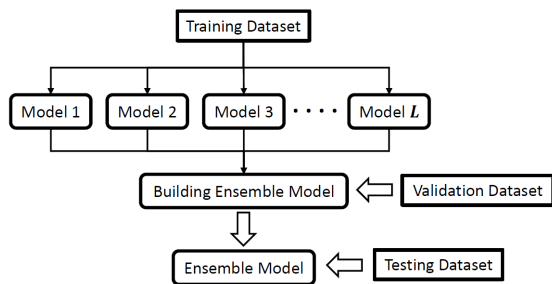 Training Dataset
Model 1 Model 2 Model 3 · · · · Model L
Building Ensemble Model Validation Dataset
Ensemble Model Testing Dataset